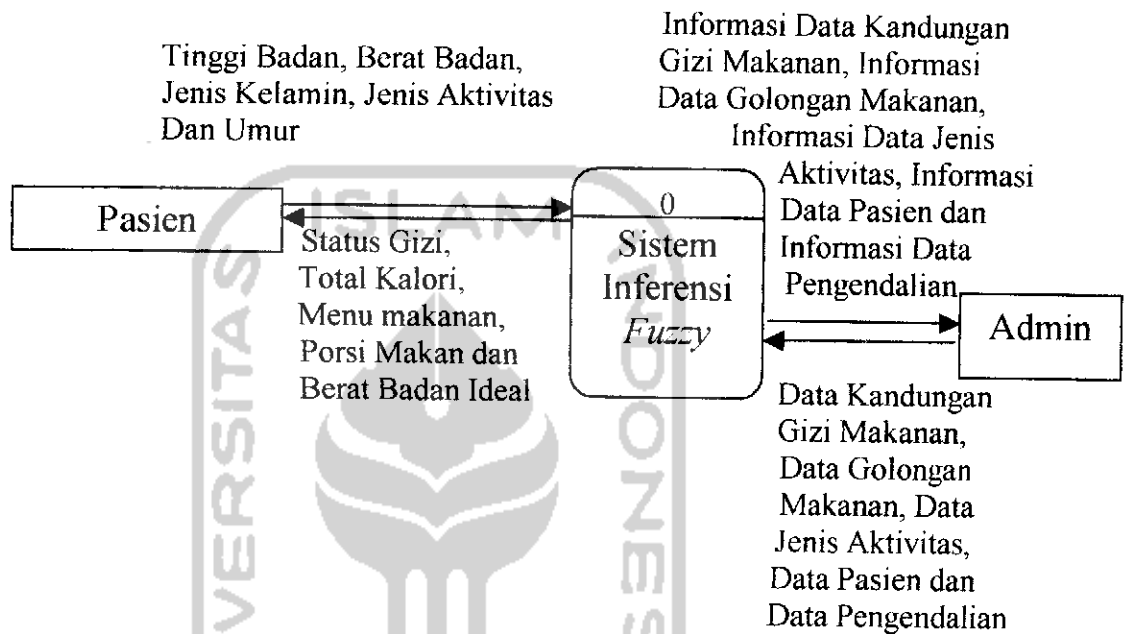 Tinggi Badan, Berat Badan,
Jenis Kelamin, Jenis Aktivitas
Dan Umur
Informasi Data Kandungan
Gizi Makanan, Informasi
Data Golongan Makanan,
Informasi Data Jenis
Aktivitas, Informasi
Data Pasien dan
Informasi Data
Pengendalian
Pasien
0
Sistem
Inferensi
Fuzzy
Status Gizi,
Total Kalori,
Menu makanan,
Porsi Makan dan
Berat Badan Ideal
Admin
Data Kandungan
Gizi Makanan,
Data Golongan
Makanan, Data
Jenis Aktivitas,
Data Pasien dan
Data Pengendalian
ISLAM